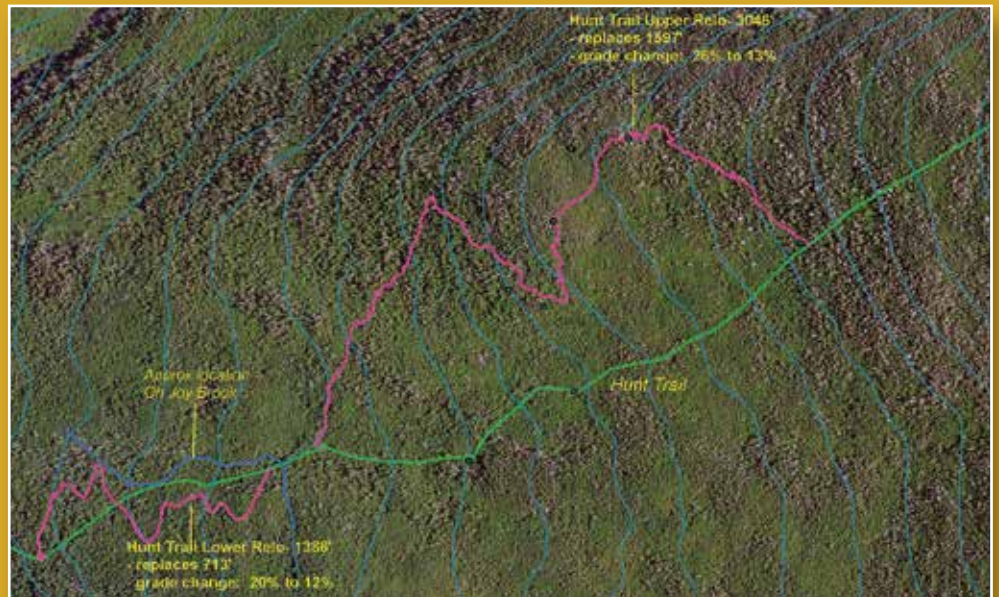 Hunt Trail Upper Relo- 3046'
- replaces 1597'
- grade change: 26% to 13%
Approx location
Oh Joy Brook
Hunt Trail
Hunt Trail Lower Relo- 1386'
- replaces 713'
grade change: 20% to 12%